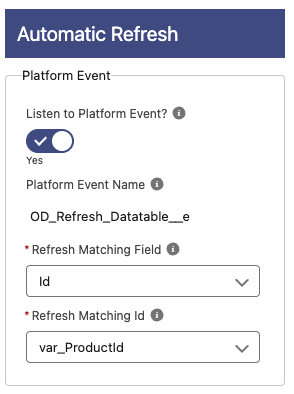 Automatic Refresh
Platform Event
Listen to Platform Event?
Yes
Platform Event Name
OD_Refresh_Datatable__e
* Refresh Matching Field
Id
* Refresh Matching Id
var_ProductId